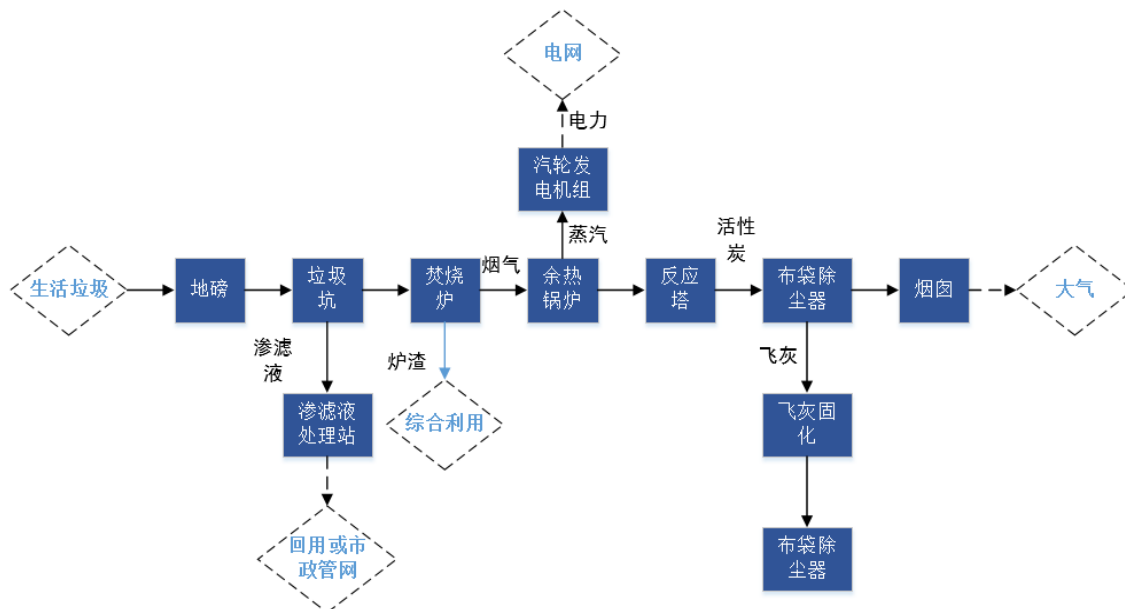 电网
电力
汽轮发
电机组
蒸汽
生活垃圾
地磅
垃圾
坑
焚烧
炉
烟气
余热
锅炉
反应
塔
活性
炭
布袋除
尘器
烟囱
大气
渗滤
液
炉渣
飞灰
渗滤液
处理站
综合利用
飞灰固
化
回用或市
政管网
布袋除
尘器